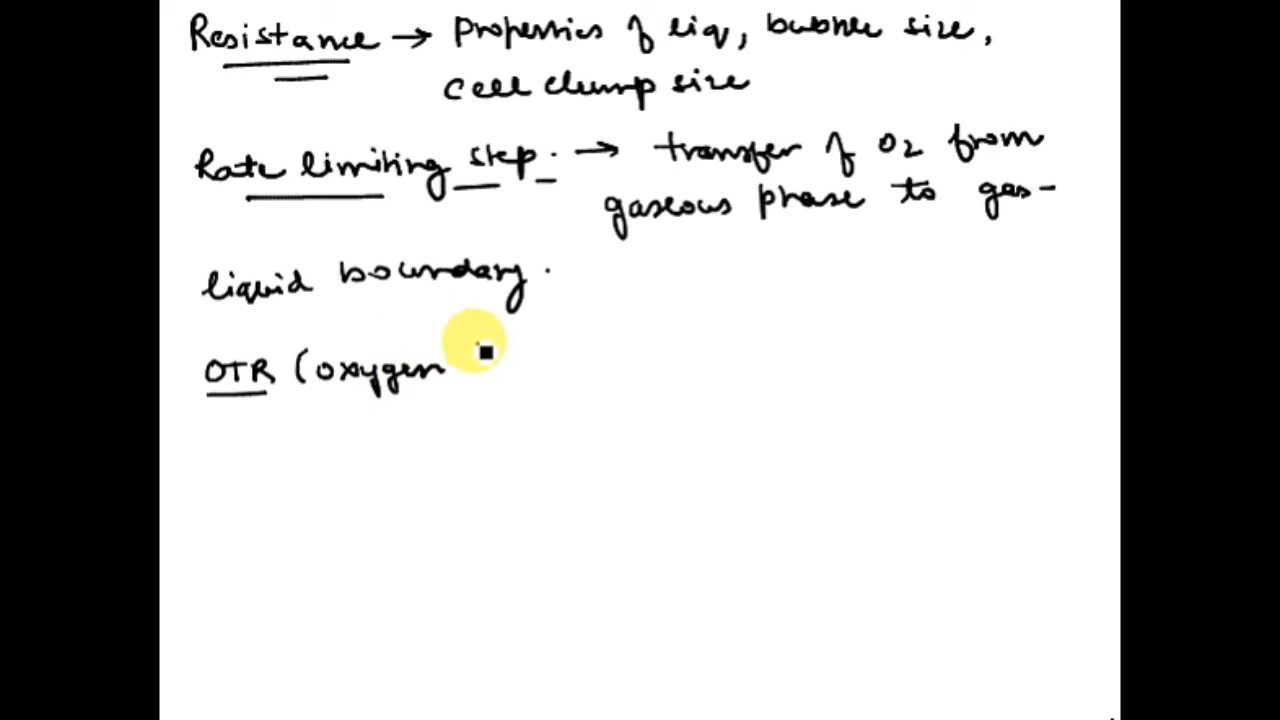 Resistance → Properties of liq, bubble size,
cell clump size
Rate limiting step. → transfer of O2 from
gaseous phase to gas-
liquid boundary.
OTR (oxygen